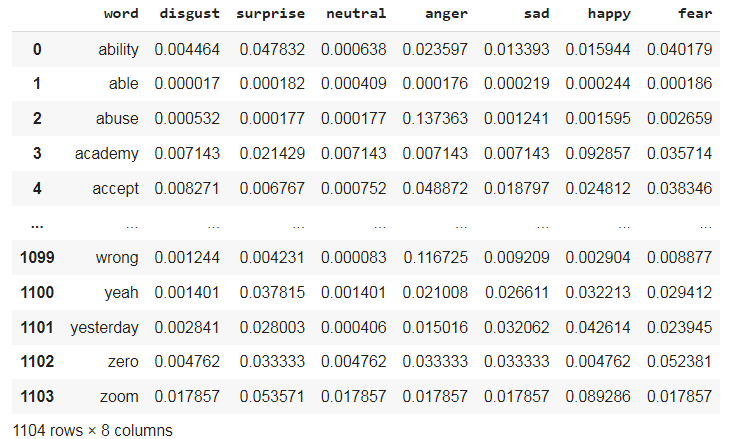 word disgust surprise neutral anger sad happy fear
0 ability 0.004464 0.047832 0.000638 0.023597 0.013393 0.015944 0.040179
1 able 0.000017 0.000182 0.000409 0.000176 0.000219 0.000244 0.000186
2 abuse 0.000532 0.000177 0.000177 0.137363 0.001241 0.001595 0.002659
3 academy 0.007143 0.021429 0.007143 0.007143 0.007143 0.092857 0.035714
4 accept 0.008271 0.006767 0.000752 0.048872 0.018797 0.024812 0.038346
... ... ... ... ... ... ... ... ...
1099 wrong 0.001244 0.004231 0.000083 0.116725 0.009209 0.002904 0.008877
1100 yeah 0.001401 0.037815 0.001401 0.021008 0.026611 0.032213 0.029412
1101 yesterday 0.002841 0.028003 0.000406 0.015016 0.032062 0.042614 0.023945
1102 zero 0.004762 0.033333 0.004762 0.033333 0.033333 0.004762 0.052381
1103 zoom 0.017857 0.053571 0.017857 0.017857 0.017857 0.089286 0.017857
1104 rows × 8 columns